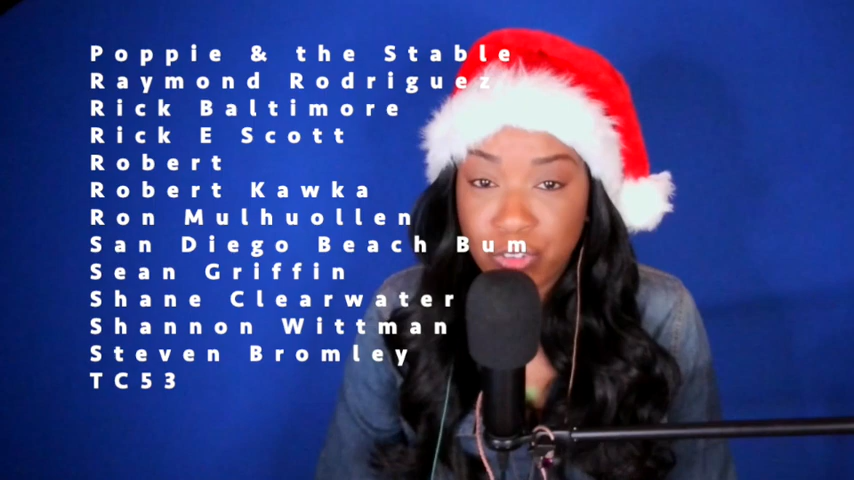 Poppie & the Stable
Raymond Rodriguez
Rick Baltimore
Rick E Scott
Robert
Robert Kawka
Ron Mulhuollen
San Diego Beach Bum
Sean Griffin
Shane Clearwater
Shannon Wittman
Steven Bromley
TC53